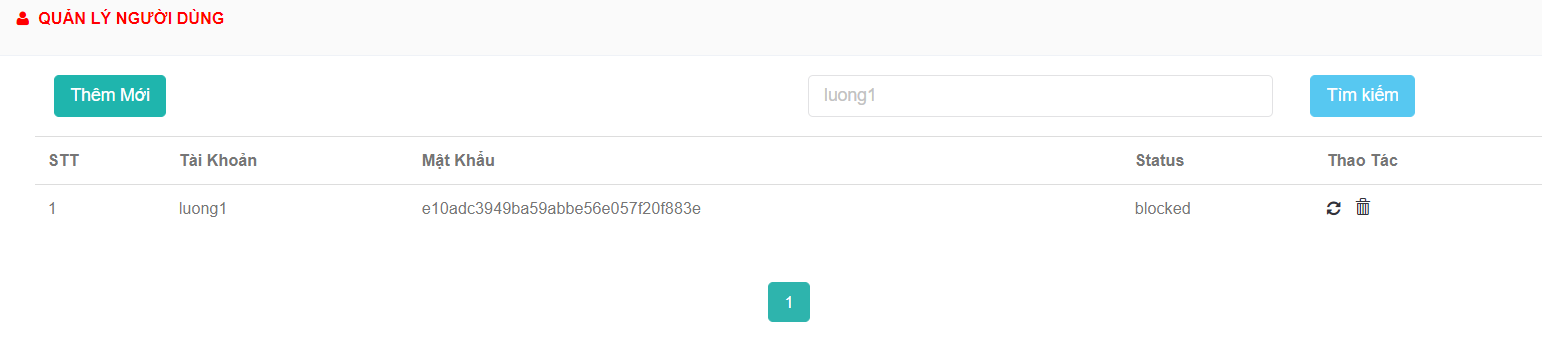 QUẢN LÝ NGƯỜI DÙNG
Thêm Mới luong1 Tìm kiếm
STT Tài Khoản Mật Khẩu Status Thao Tác
1 luong1 e10adc3949ba59abbe56e057f20f883e blocked
1